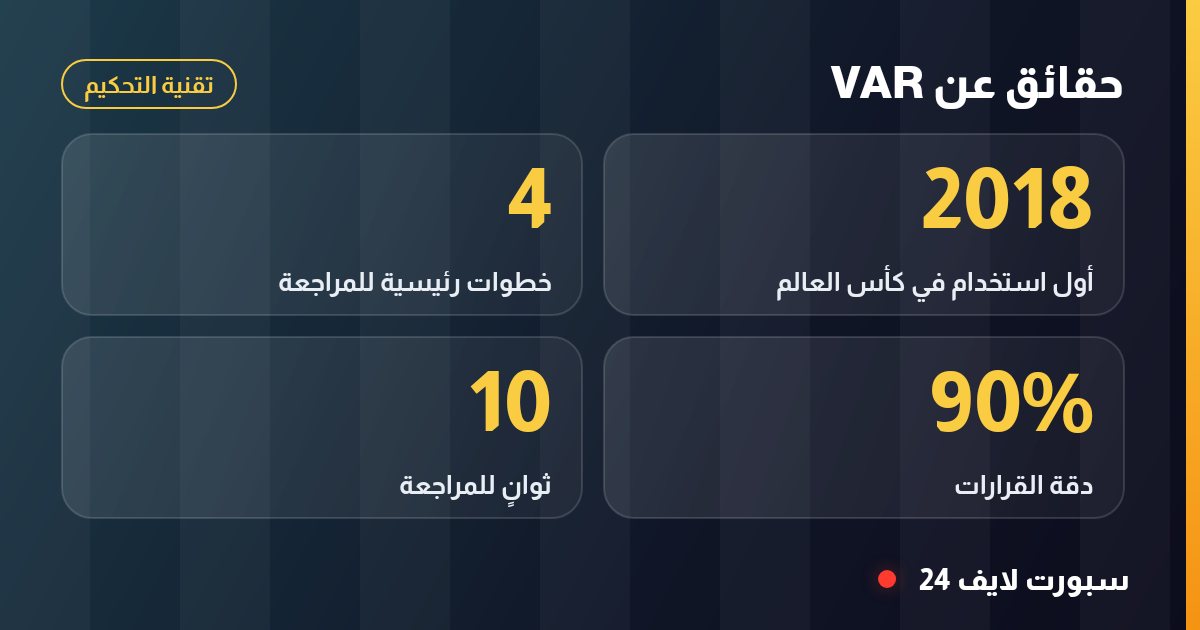 حقائق عن VAR
تقنية التحكيم
2018
أول استخدام في كأس العالم
4
خطوات رئيسية للمراجعة
90%
دقة القرارات
10
ثوانٍ للمراجعة
سبورت لايف 24